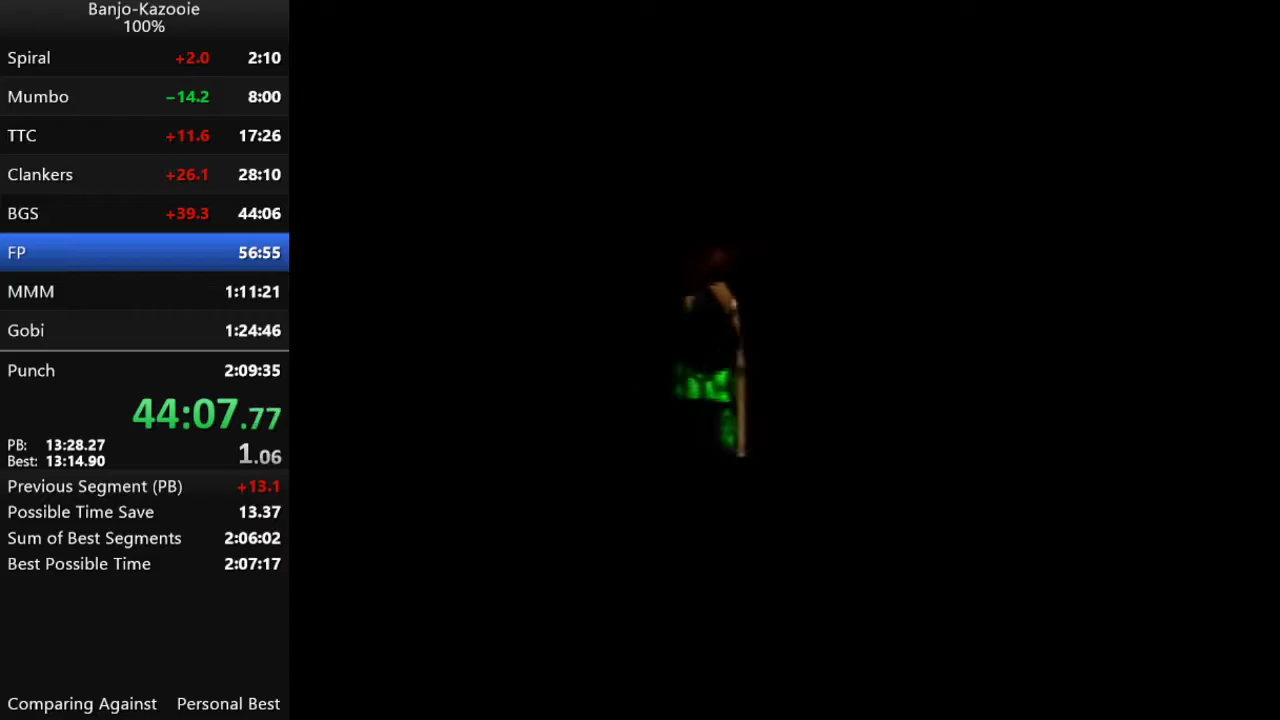 Banjo-Kazooie
100%
Spiral +2.0 2:10
Mumbo −14.2 8:00
TTC +11.6 17:26
Clankers +26.1 28:10
BGS +39.3 44:06
FP 56:55
MMM 1:11:21
Gobi 1:24:46
Punch 2:09:35
44:07.77
PB: 13:28.27
Best: 13:14.90 1.06
Previous Segment (PB) +13.1
Possible Time Save 13.37
Sum of Best Segments 2:06:02
Best Possible Time 2:07:17
Comparing Against Personal Best